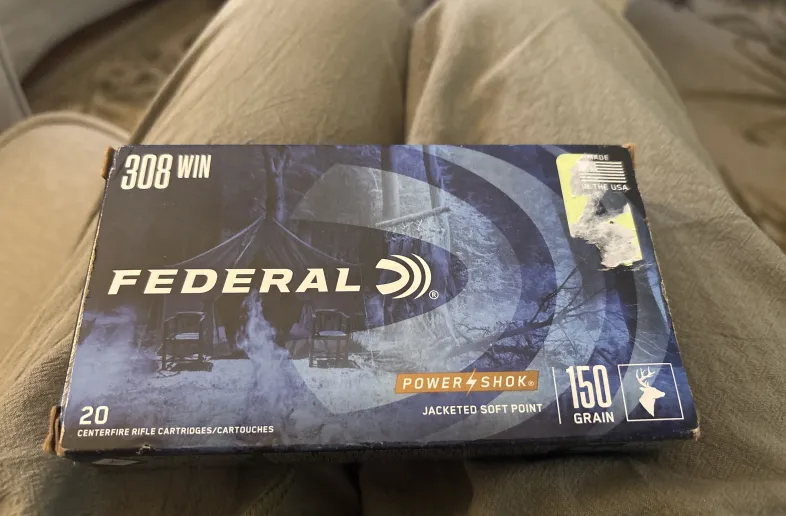 308 WIN
MADE
IN THE USA
FEDERAL®
POWER SHOK®
JACKETED SOFT POINT
150
GRAIN
20
CENTERFIRE RIFLE CARTRIDGES/CARTOUCHES